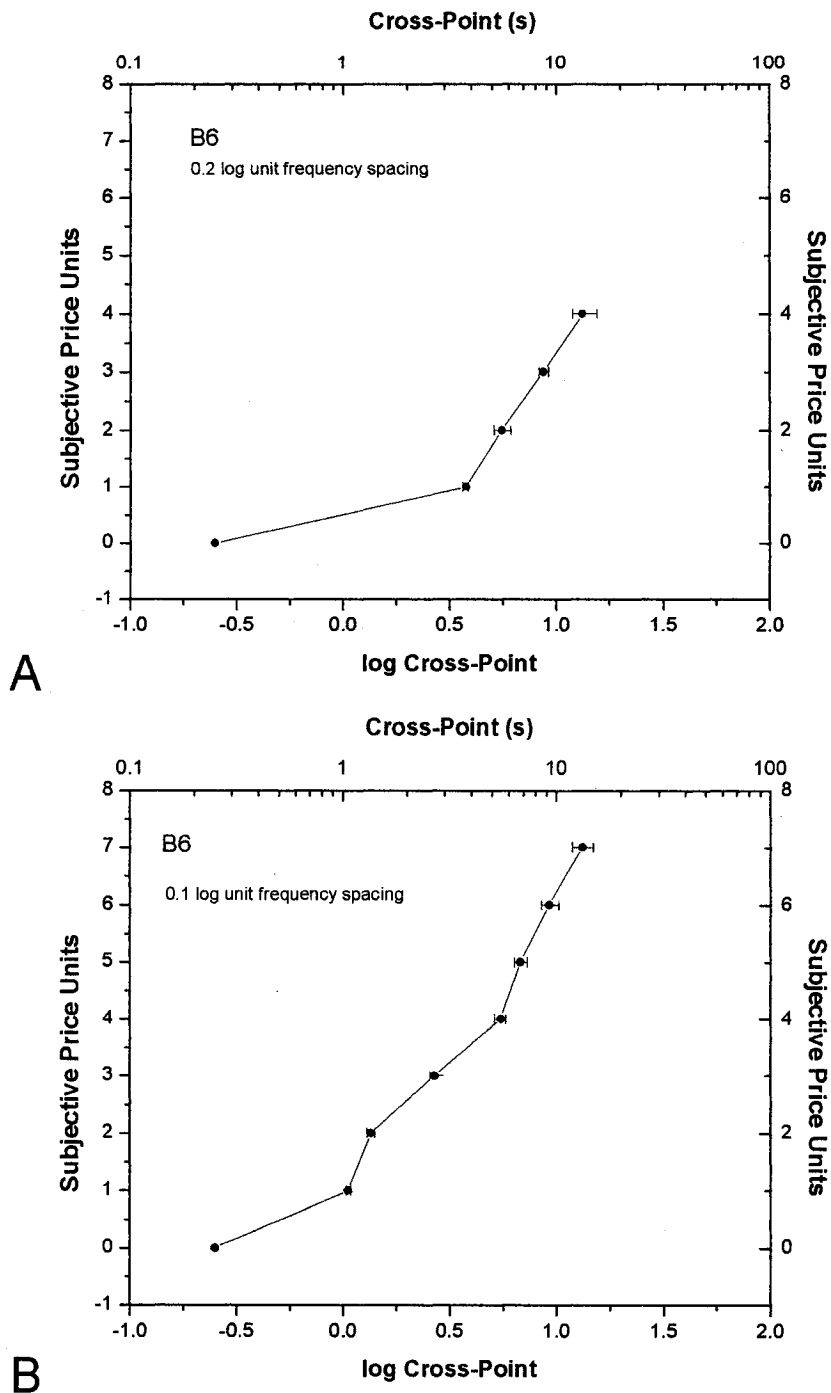 Cross-Point (s)
0.1 1 10 100
8 8
B6
7
0.2 log unit frequency spacing
6 6
5
4 4
3
2 2
1
0 0
-1
Subjective Price Units
Subjective Price Units
-1.0 -0.5 0.0 0.5 1.0 1.5 2.0
log Cross-Point
A
Cross-Point (s)
0.1 1 10 100
8 8
B6
7
0.1 log unit frequency spacing
6 6
5
4 4
3
2 2
1
0 0
-1
Subjective Price Units
Subjective Price Units
-1.0 -0.5 0.0 0.5 1.0 1.5 2.0
log Cross-Point
B